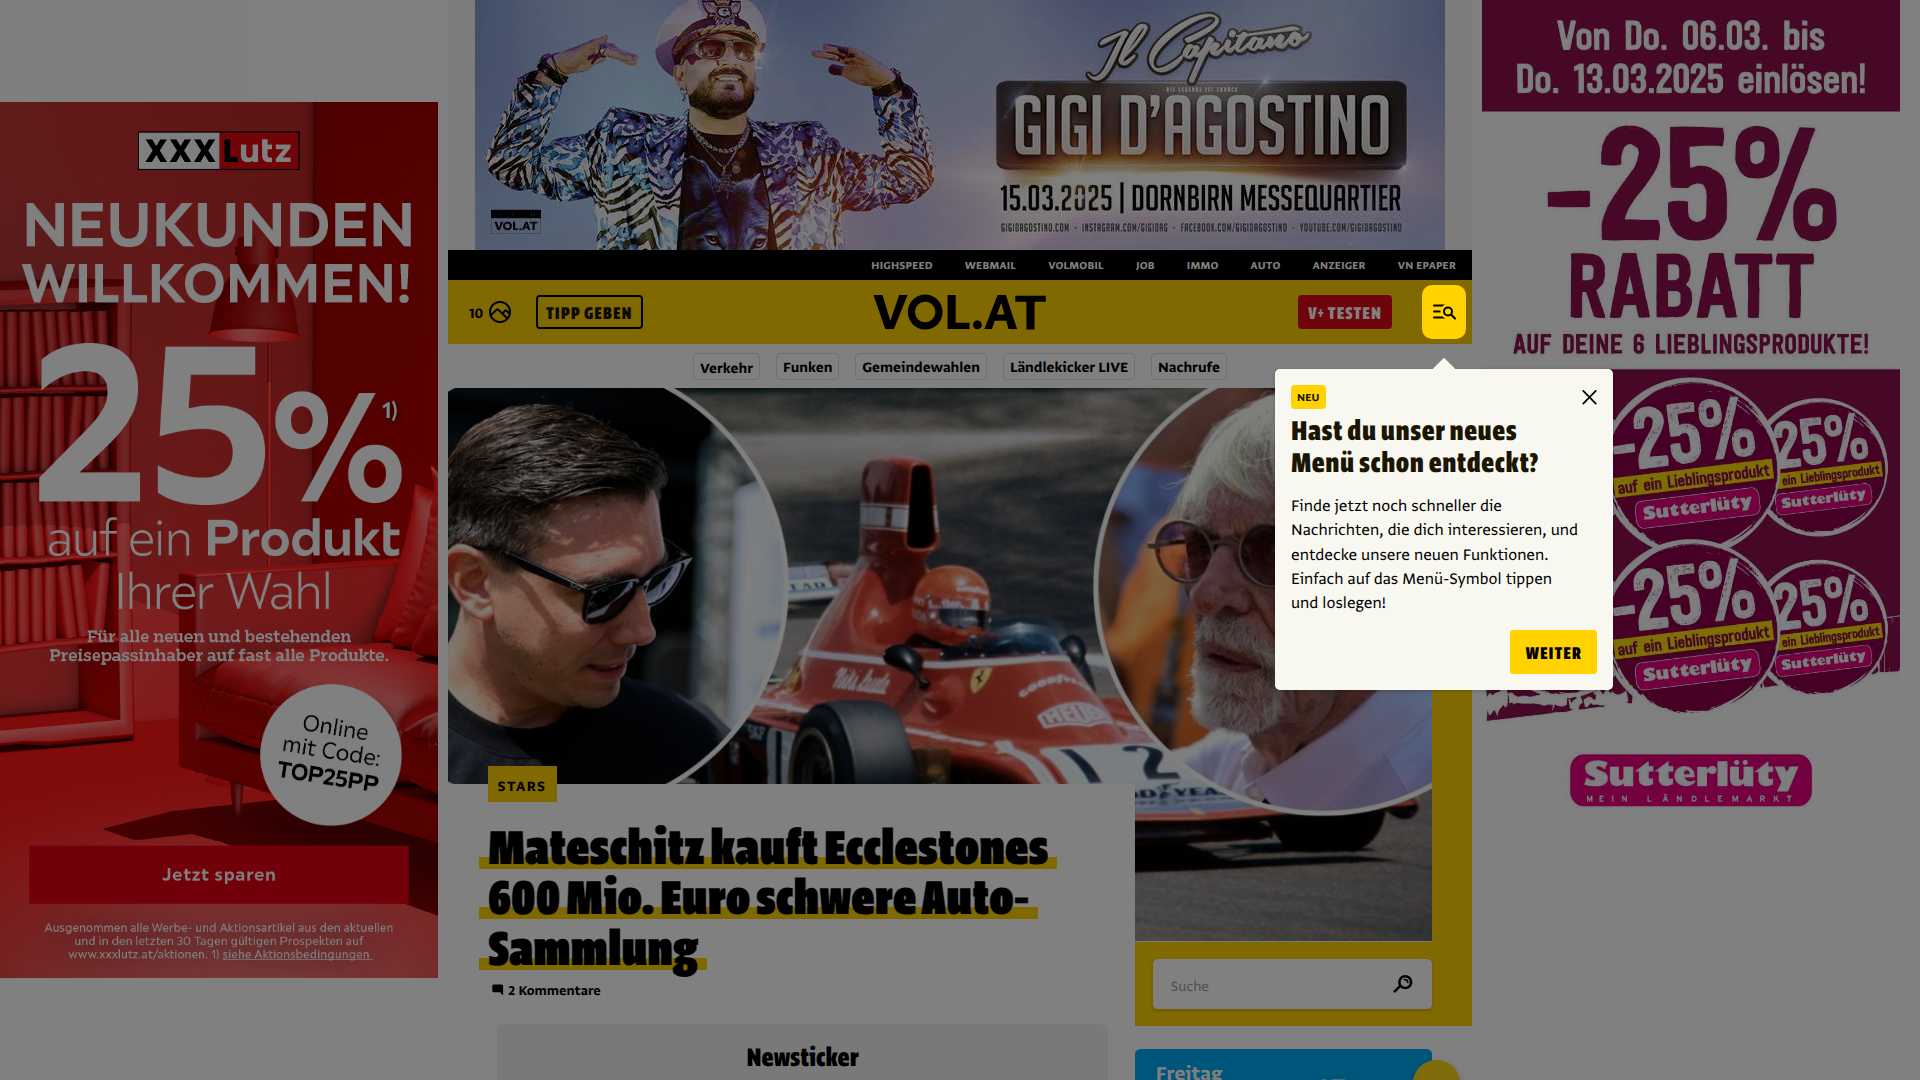 Il Capitano
DIE LEGENDE IST ZURÜCK
GIGI D'AGOSTINO
15.03.2025 | DORNBIRN MESSEQUARTIER
GIGIDAGOSTINO.COM - INSTAGRAM.COM/GIGIDAG - FACEBOOK.COM/GIGIDAGOSTINO - YOUTUBE.COM/GIGIDAGOSTINO
VOL.AT
Von Do. 06.03. bis
Do. 13.03.2025 einlösen!
-25%
RABATT
AUF DEINE 6 LIEBLINGSPRODUKTE!
-25%
auf ein Lieblingsprodukt
Sutterlüty
25%
ein Lieblingsprodukt
Sutterlüty
-25%
auf ein Lieblingsprodukt
Sutterlüty
25%
ein Lieblingsprodukt
Sutterlüty
Sutterlüty
MEIN LÄNDLEMARKT
XXXLutz
NEUKUNDEN
WILLKOMMEN!
25% 1)
auf ein Produkt
Ihrer Wahl
Für alle neuen und bestehenden
Preisepassinhaber auf fast alle Produkte.
Online
mit Code:
TOP25PP
Jetzt sparen
Ausgenommen alle Werbe- und Aktionsartikel aus den aktuellen
und in den letzten 30 Tagen gültigen Prospekten auf
www.xxxlutz.at/aktionen. 1) siehe Aktionsbedingungen
HIGHSPEED WEBMAIL VOLMOBIL JOB IMMO AUTO ANZEIGER VN EPAPER
10 TIPP GEBEN VOL.AT V+ TESTEN
Verkehr Funken Gemeindewahlen Ländlekicker LIVE Nachrufe
NEU
Hast du unser neues
Menü schon entdeckt?
Finde jetzt noch schneller die
Nachrichten, die dich interessieren, und
entdecke unsere neuen Funktionen.
Einfach auf das Menü-Symbol tippen
und loslegen!
WEITER
Niki Lauda
12
STARS
Mateschitz kauft Ecclestones
600 Mio. Euro schwere Auto-
Sammlung
2 Kommentare
Newsticker
Suche
Freitag